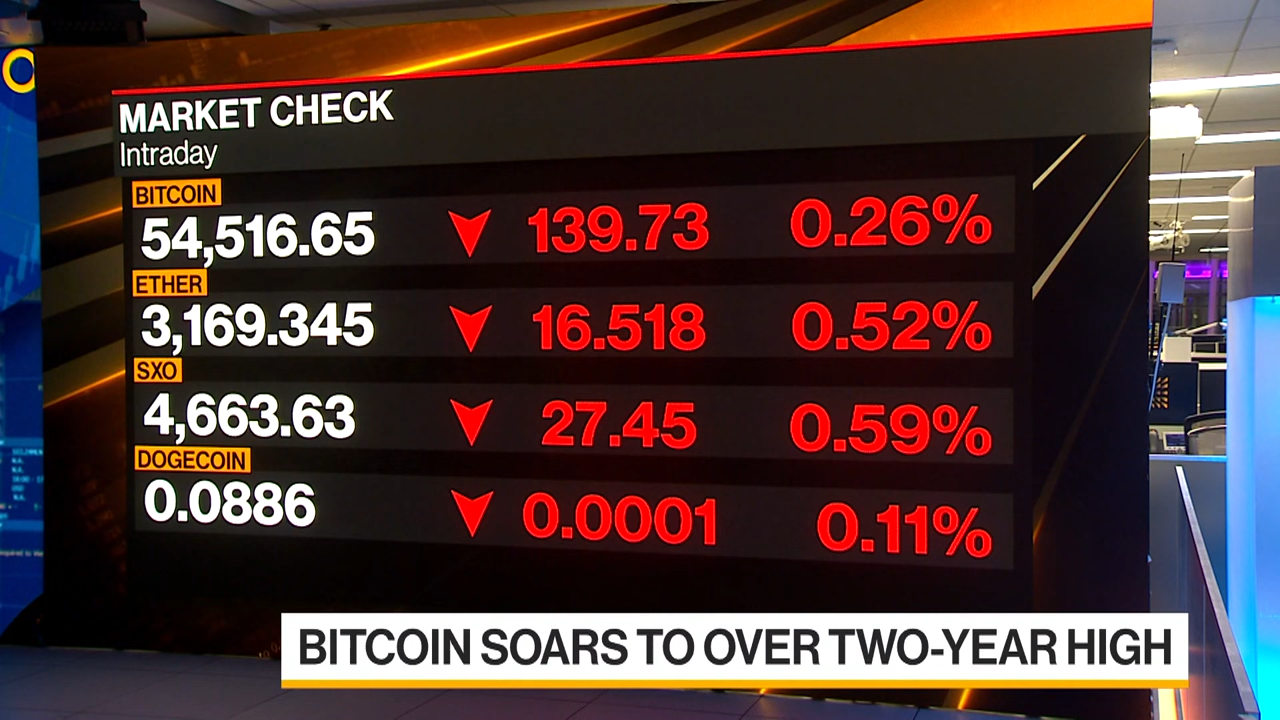 MARKET CHECK
Intraday
BITCOIN
54,516.65 139.73 0.26%
ETHER
3,169.345 16.518 0.52%
SXO
4,663.63 27.45 0.59%
DOGECOIN
0.0886 0.0001 0.11%
BITCOIN SOARS TO OVER TWO-YEAR HIGH